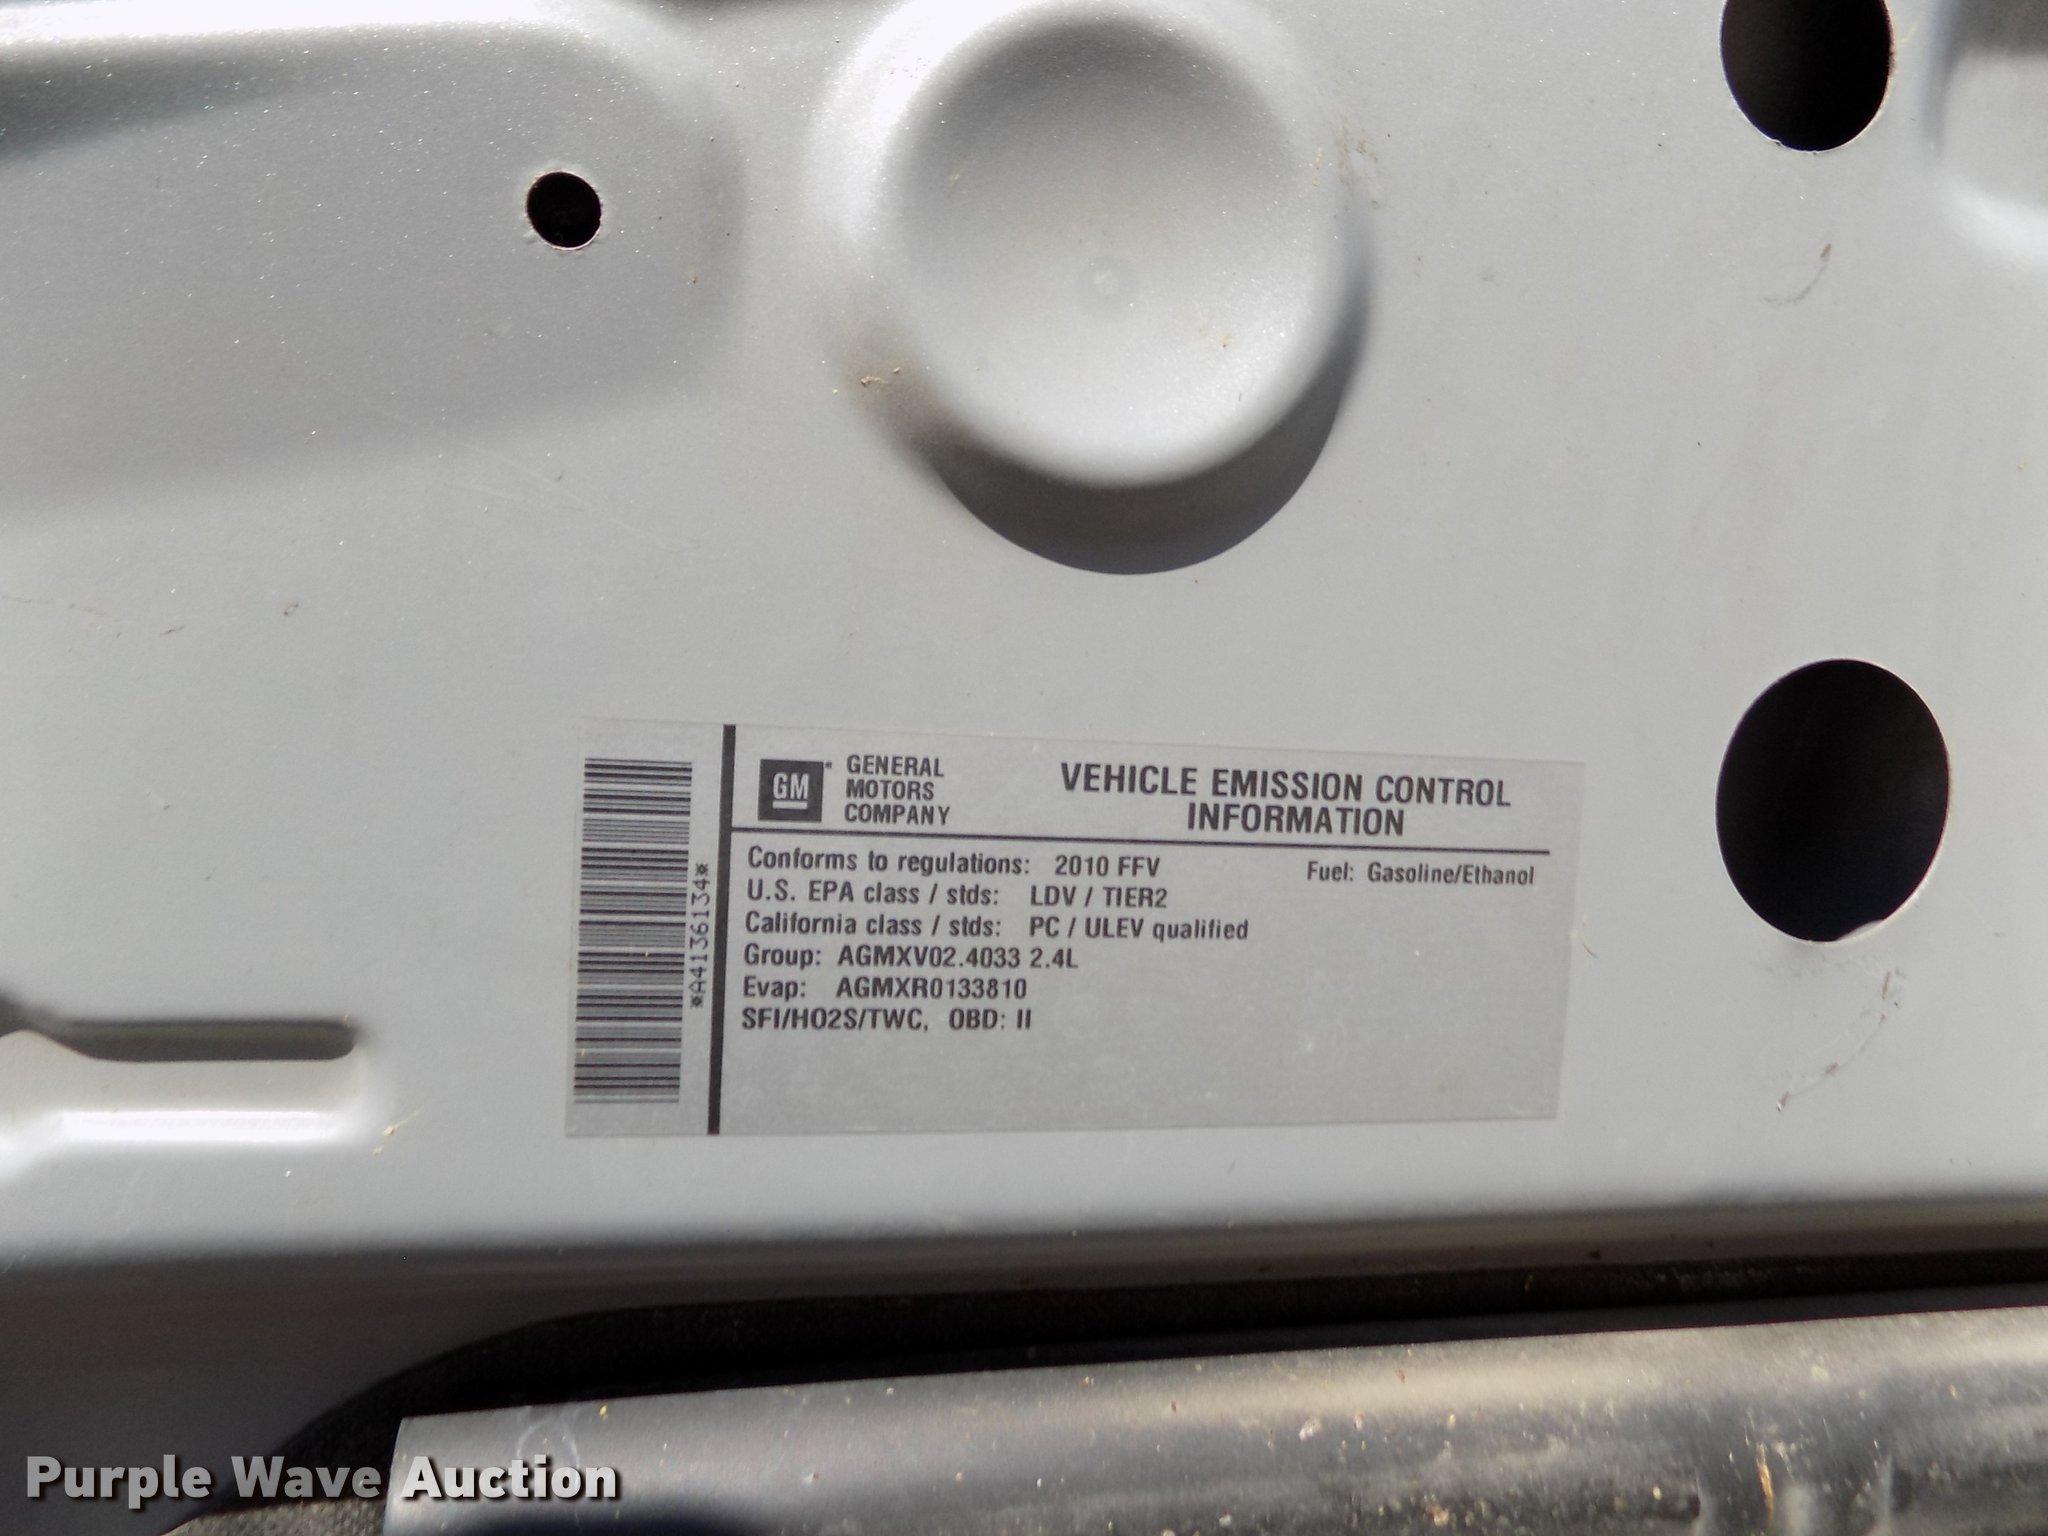 GM
GENERAL
MOTORS
COMPANY
VEHICLE EMISSION CONTROL
INFORMATION
Conforms to regulations: 2010 FFV
Fuel: Gasoline/Ethanol
U.S. EPA class / stds: LDV / TIER2
California class / stds: PC / ULEV qualified
Group: AGMXV02.4033 2.4L
Evap: AGMXR0133810
SFI/HO2S/TWC, OBD: II
*A4136134*
Purple Wave Auction